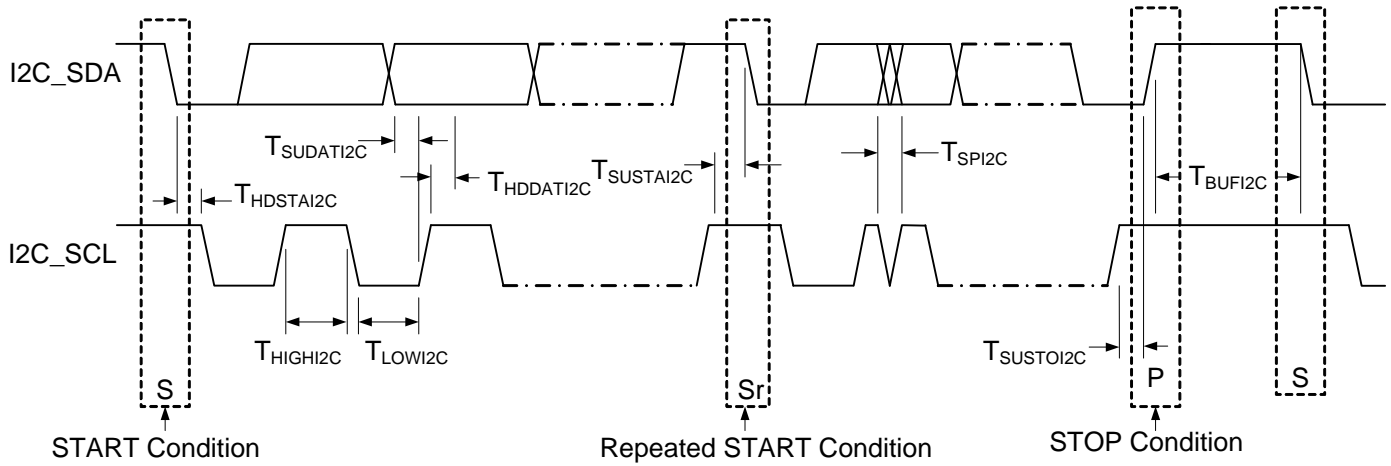 I2C_SDA
TSUDATI2C
THDSTAI2C
THDDATI2C
TSUSTAI2C
TSPI2C
TBUFI2C
I2C_SCL
THIGHI2C
TLOWI2C
TSUSTOI2C
S
Sr
P
S
START Condition
Repeated START Condition
STOP Condition